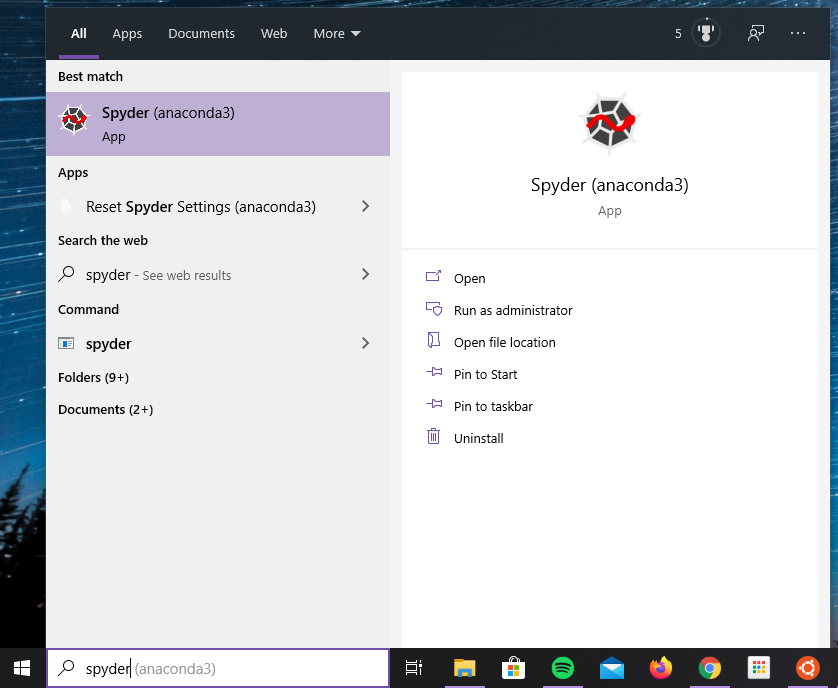 All Apps Documents Web More 5 ···
Best match
Spyder (anaconda3)
App
Apps
Reset Spyder Settings (anaconda3)
Search the web
spyder - See web results
Command
spyder
Folders (9+)
Documents (2+)
Spyder (anaconda3)
App
Open
Run as administrator
Open file location
Pin to Start
Pin to taskbar
Uninstall
spyder (anaconda3)